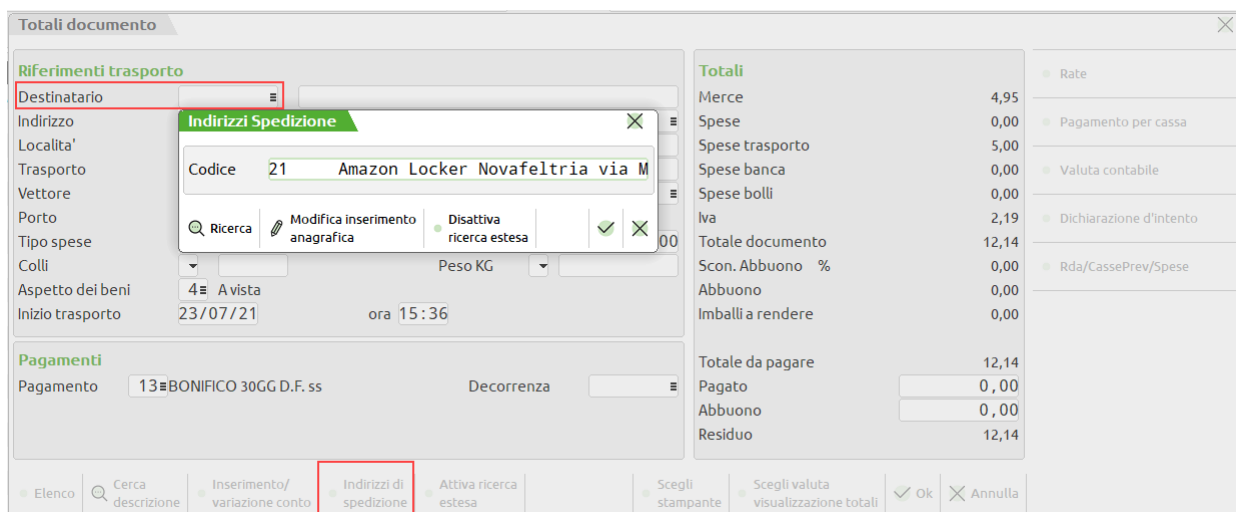 Totali documento
Riferimenti trasporto
Destinatario
Indirizzo
Localita'
Trasporto
Vettore
Porto
Tipo spese 00
Colli Peso KG
Aspetto dei beni 4 A vista
Inizio trasporto 23/07/21 ora 15:36
Indirizzi Spedizione
Codice 21 Amazon Locker Novafeltria via M
Ricerca
Modifica inserimento
anagrafica
Disattiva
ricerca estesa
Pagamenti
Pagamento 13 BONIFICO 30GG D.F. ss Decorrenza
Totali
Merce 4,95
Spese 0,00
Spese trasporto 5,00
Spese banca 0,00
Spese bolli 0,00
Iva 2,19
Totale documento 12,14
Scon. Abbuono % 0,00
Abbuono 0,00
Imballi a rendere 0,00
Totale da pagare 12,14
Pagato 0,00
Abbuono 0,00
Residuo 12,14
Rate
Pagamento per cassa
Valuta contabile
Dichiarazione d'intento
Rda/CassePrev/Spese
Elenco
Cerca
descrizione
Inserimento/
variazione conto
Indirizzi di
spedizione
Attiva ricerca
estesa
Scegli
stampante
Scegli valuta
visualizzazione totali
Ok
Annulla